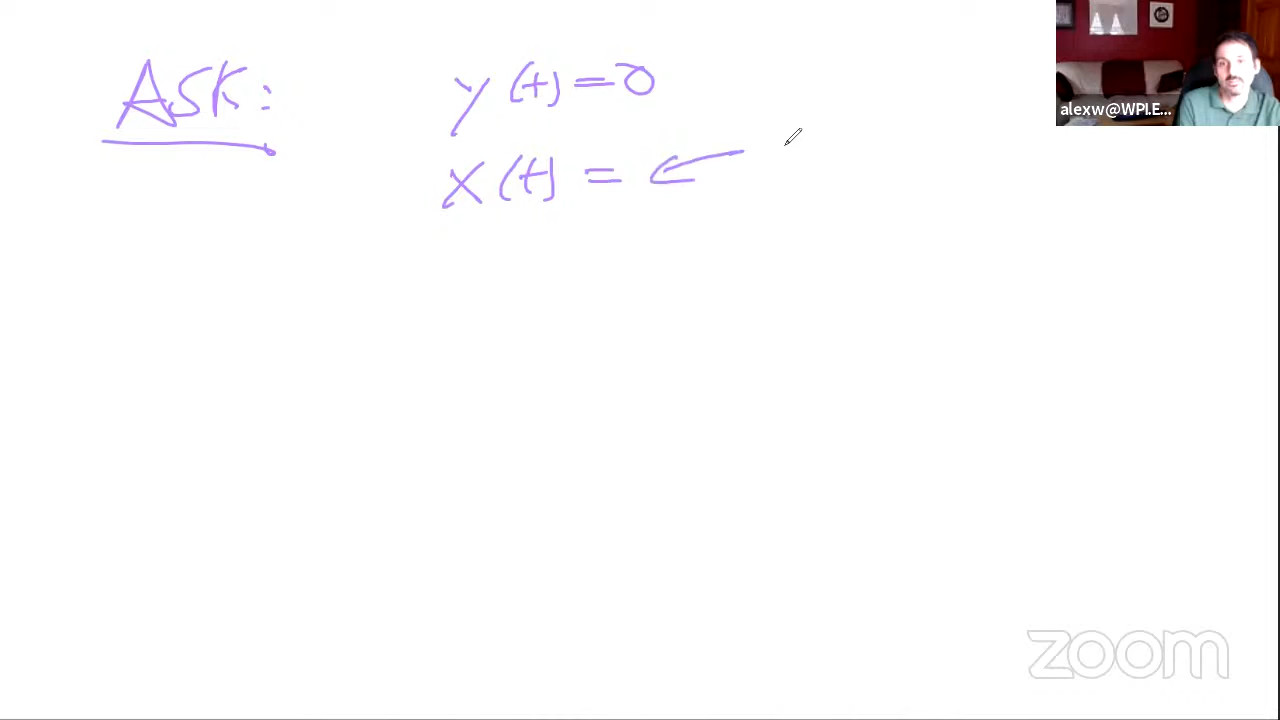 ASK: y(t)=0
x(t) = ←
alexw@WPI.E...
zoom